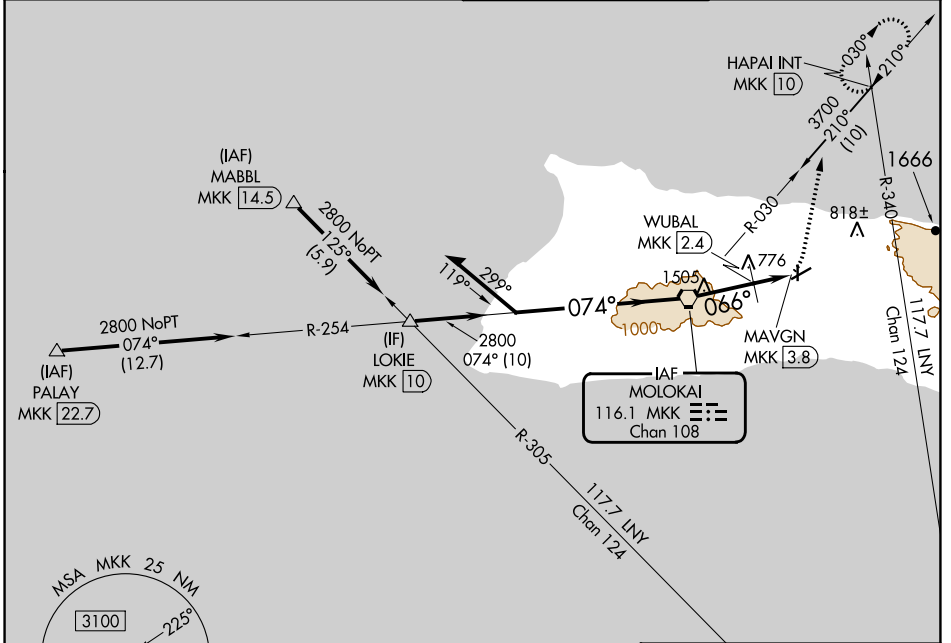 HAPAI INT
MKK 10
030°
210°
3700
210°
(10)
1666
(IAF)
MABBL
MKK 14.5
2800 NoPT
125°
(5.9)
WUBAL
MKK 2.4
R-030
818±
R-340
776
1505
299°
119°
074°
066°
1000
MAVGN
MKK 3.8
117.7 LNY
Chan 124
2800 NoPT
074°
(12.7)
R-254
(IAF)
PALAY
MKK 22.7
(IF)
LOKIE
MKK 10
2800
074° (10)
IAF
MOLOKAI
116.1 MKK
Chan 108
R-305
117.7 LNY
Chan 124
MSA MKK 25 NM
3100
225°